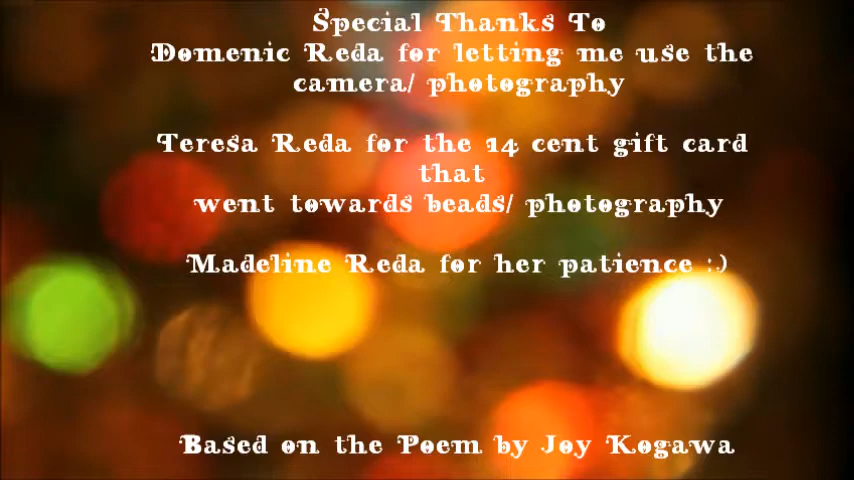 Special Thanks To
Domenic Reda for letting me use the
camera/ photography
Teresa Reda for the 14 cent gift card
that
went towards beads/ photography
Madeline Reda for her patience :)
Based on the Poem by Joy Kogawa